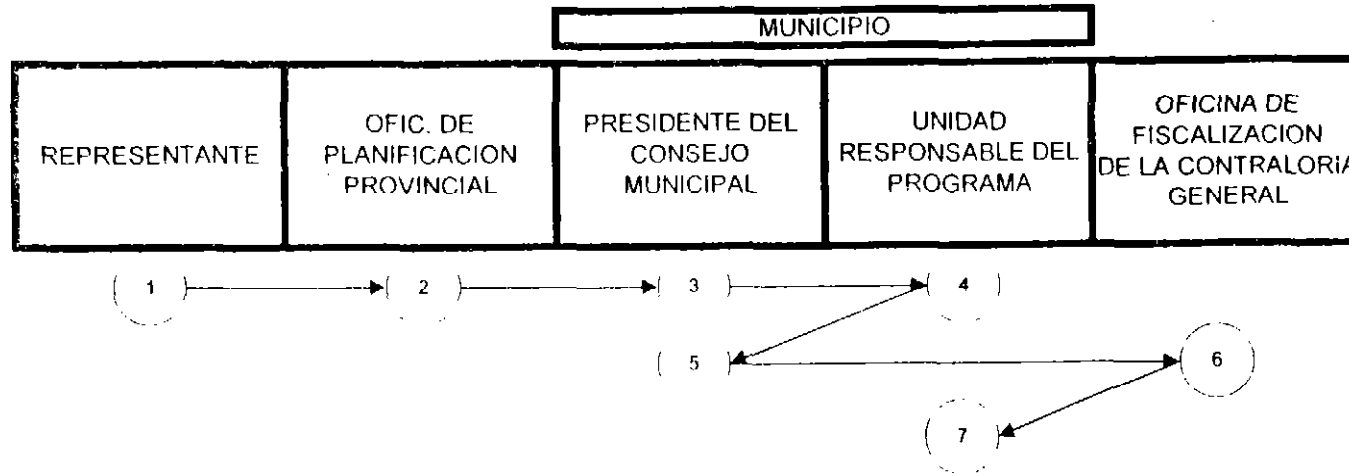 MUNICIPIO
REPRESENTANTE
OFIC. DE
PLANIFICACION
PROVINCIAL
PRESIDENTE DEL
CONSEJO
MUNICIPAL
UNIDAD
RESPONSABLE DEL
PROGRAMA
OFICINA DE
FISCALIZACION
DE LA CONTRALORIA
GENERAL
1
2
3
4
5
6
7